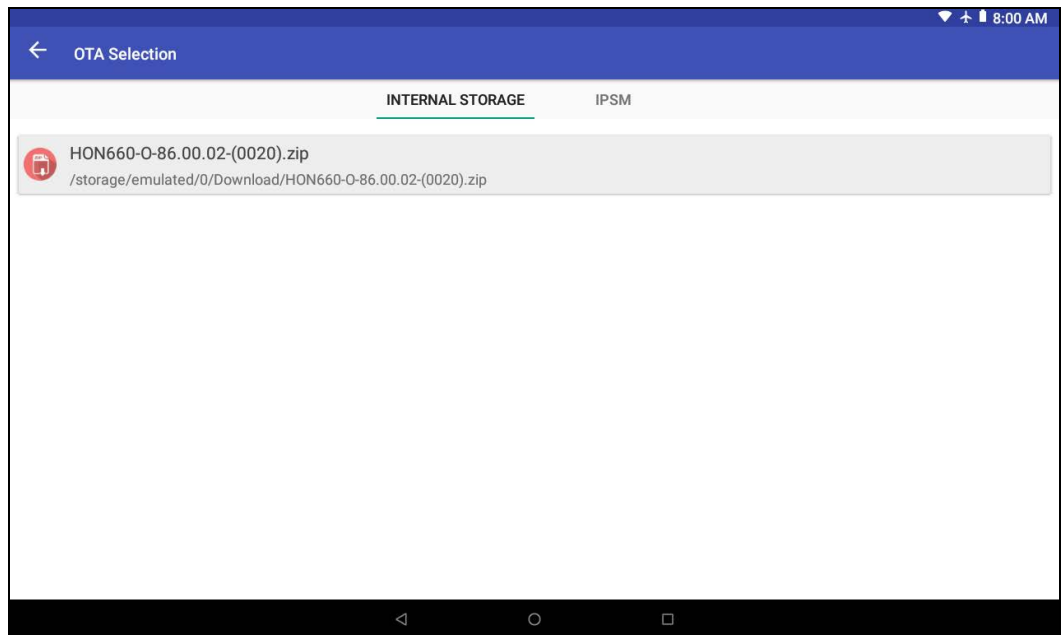 8:00 AM
OTA Selection
INTERNAL STORAGE IPSM
HON660-O-86.00.02-(0020).zip
/storage/emulated/0/Download/HON660-O-86.00.02-(0020).zip